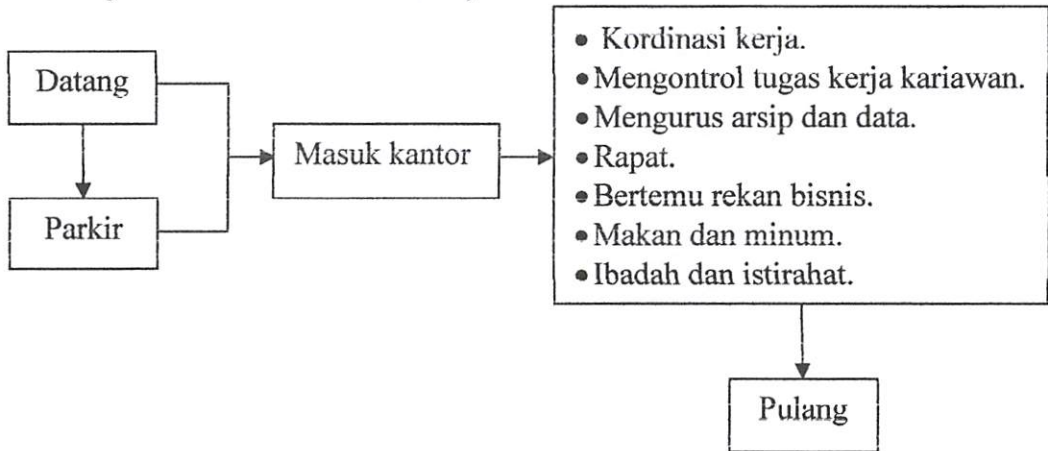 Datang
Parkir
Masuk kantor
• Kordinasi kerja.
• Mengontrol tugas kerja kariawan.
• Mengurus arsip dan data.
• Rapat.
• Bertemu rekan bisnis.
• Makan dan minum.
• Ibadah dan istirahat.
Pulang